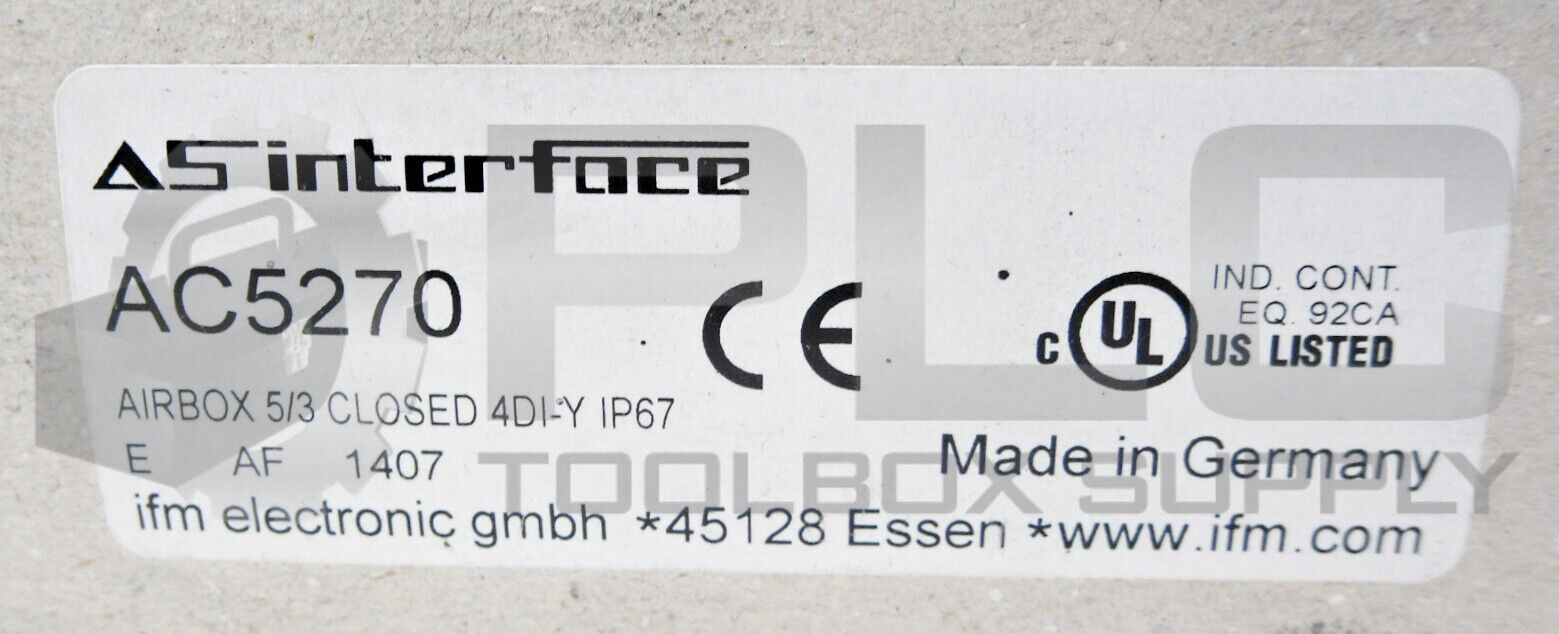 AS interface
AC5270
CE
IND. CONT.
EQ. 92CA
C UL US LISTED
AIRBOX 5/3 CLOSED 4DI-Y IP67
E AF 1407
Made in Germany
ifm electronic gmbh *45128 Essen *www.ifm.com
PLC
TOOLBOX SUPPLY